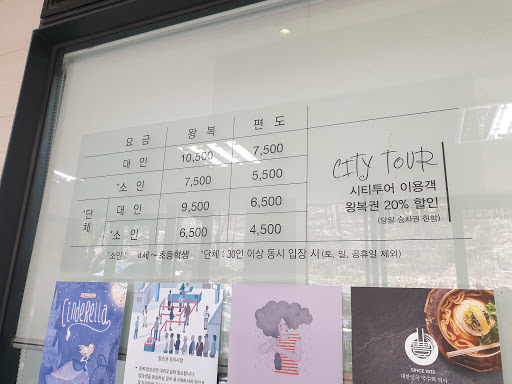 요금 왕복 편도
대인 10,500 7,500
*소인 7,500 5,500
*단체 대인 9,500 6,500
*소인 6,500 4,500
*소인 : 4세~초등학생 *단체 : 30인 이상 동시 입장 시(토, 일, 공휴일 제외)
CITY TOUR
시티투어 이용객
왕복권 20% 할인
(당일 승차권 한함)
Cinderella
SINCE 1933